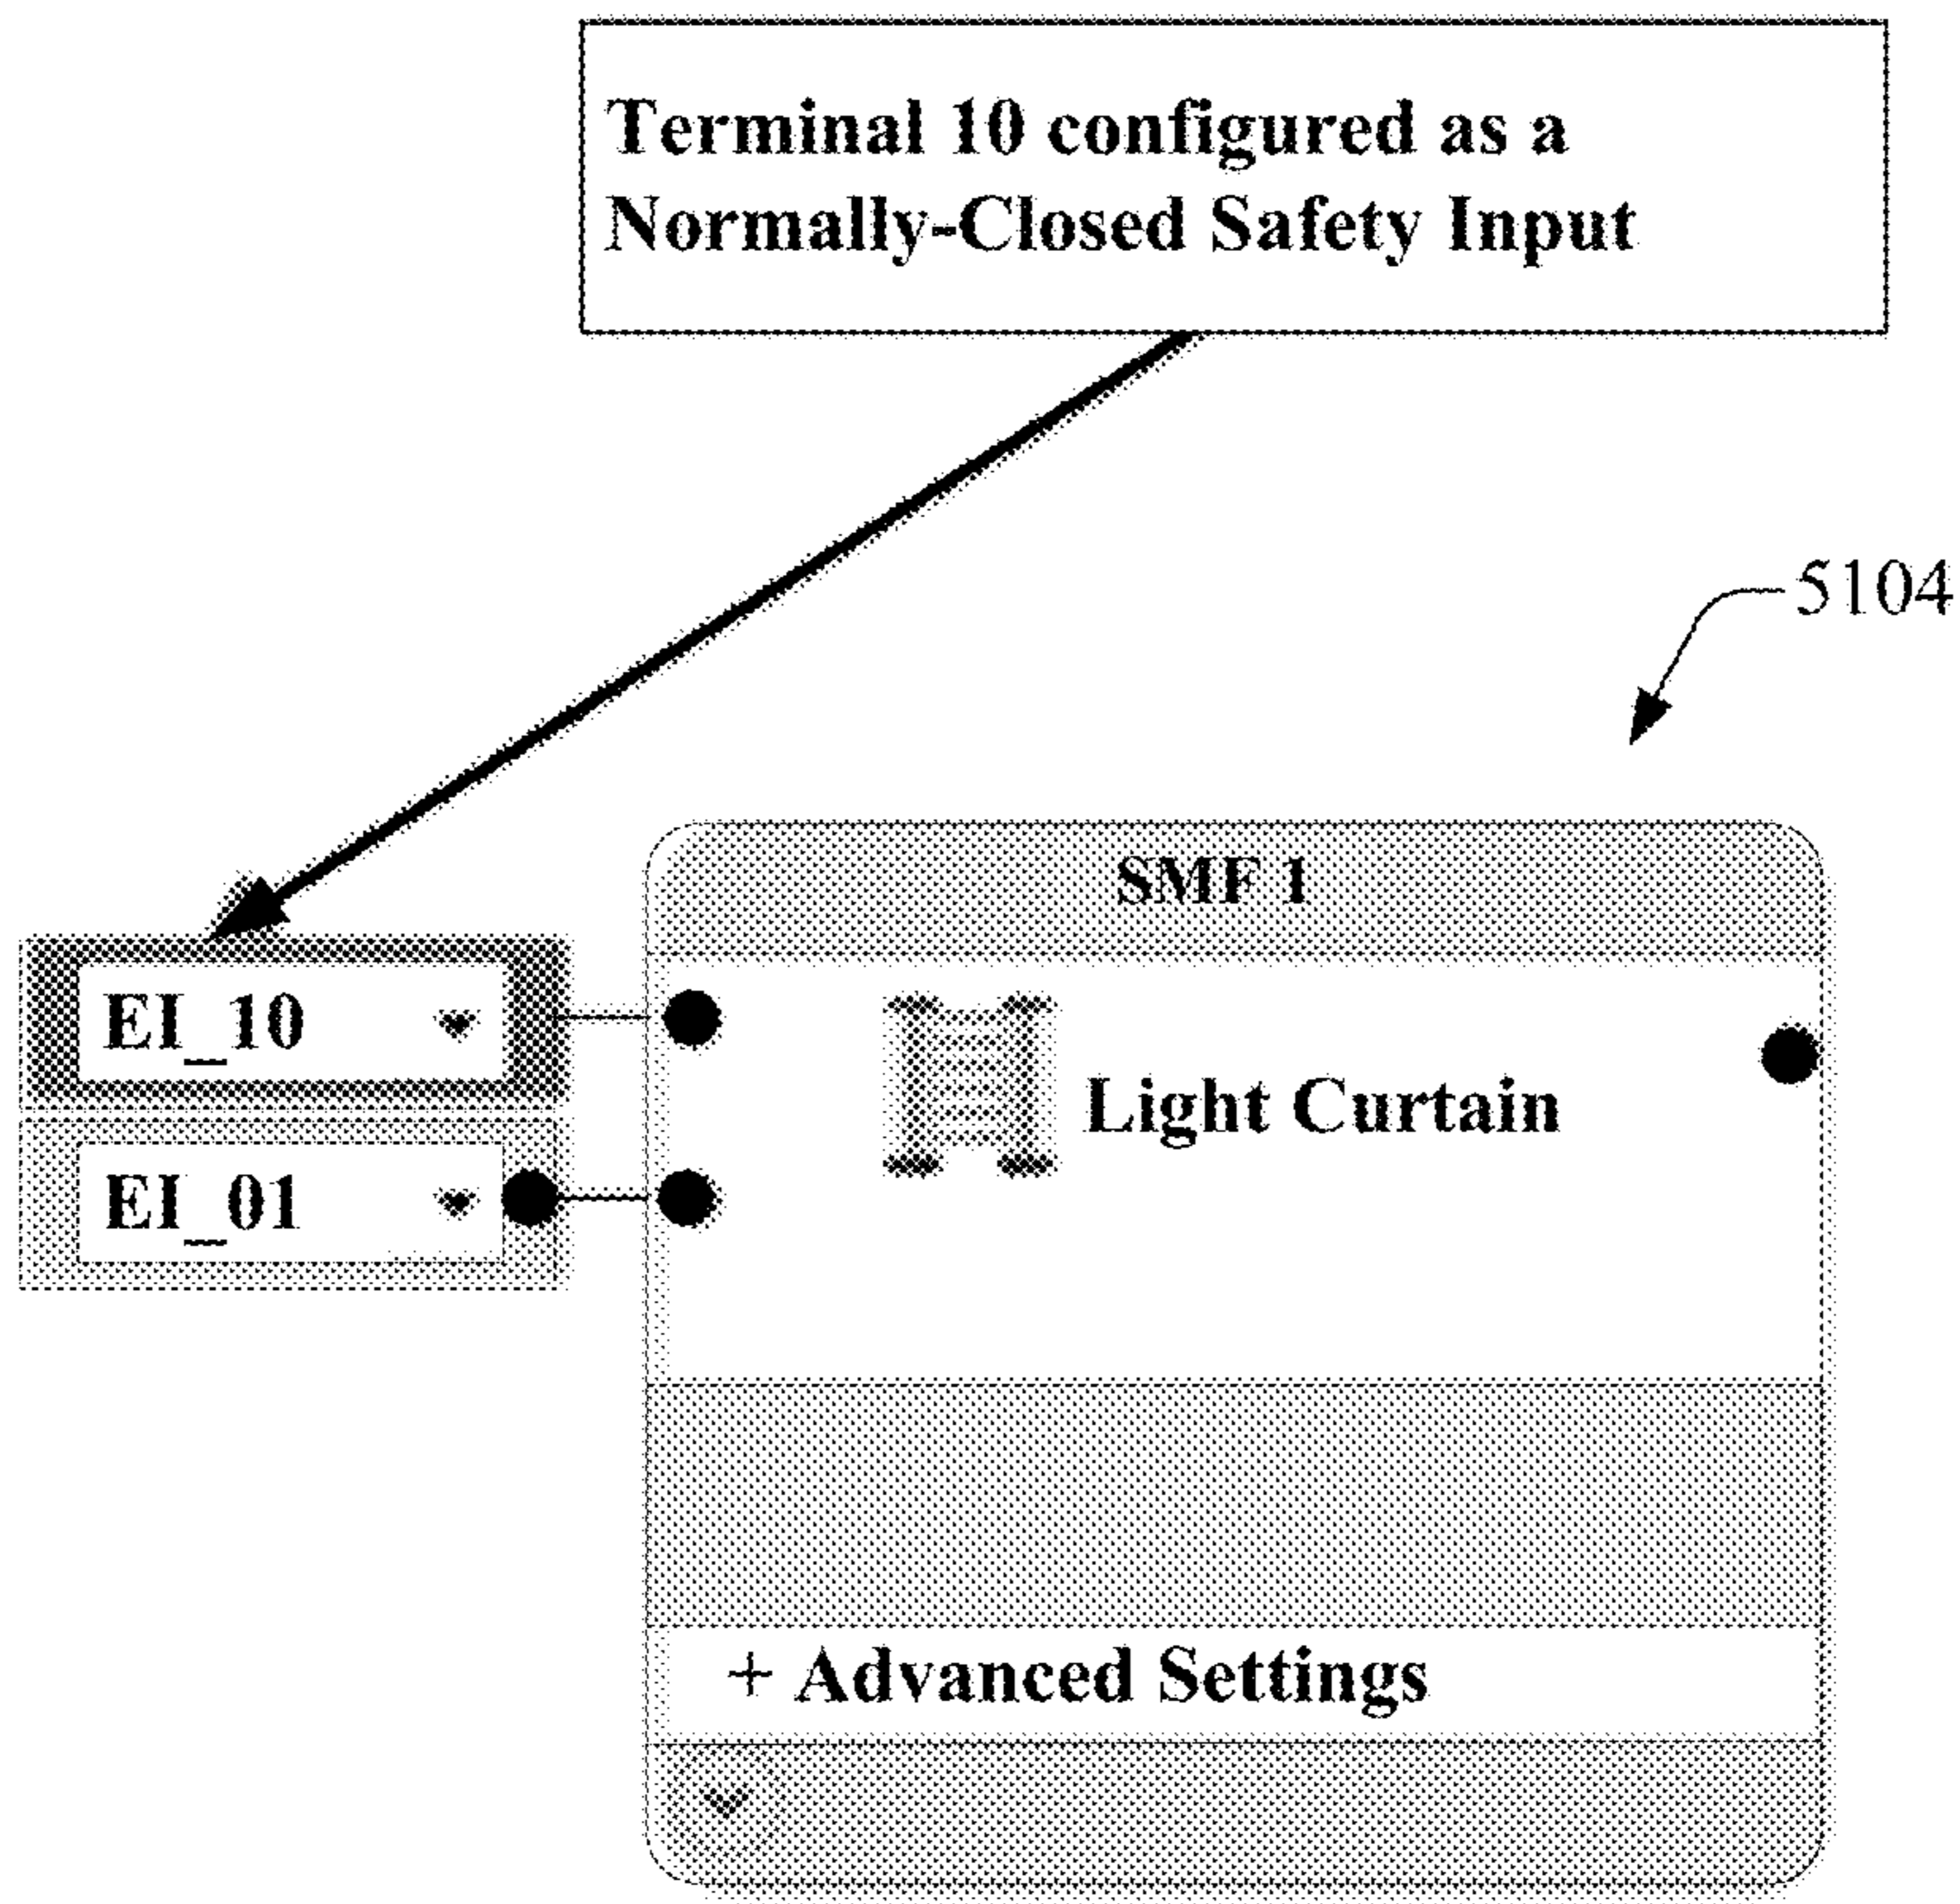 Terminal 10 configured as a
Normally-Closed Safety Input
5104
SMF 1
EI_10
Light Curtain
EI_01
+ Advanced Settings